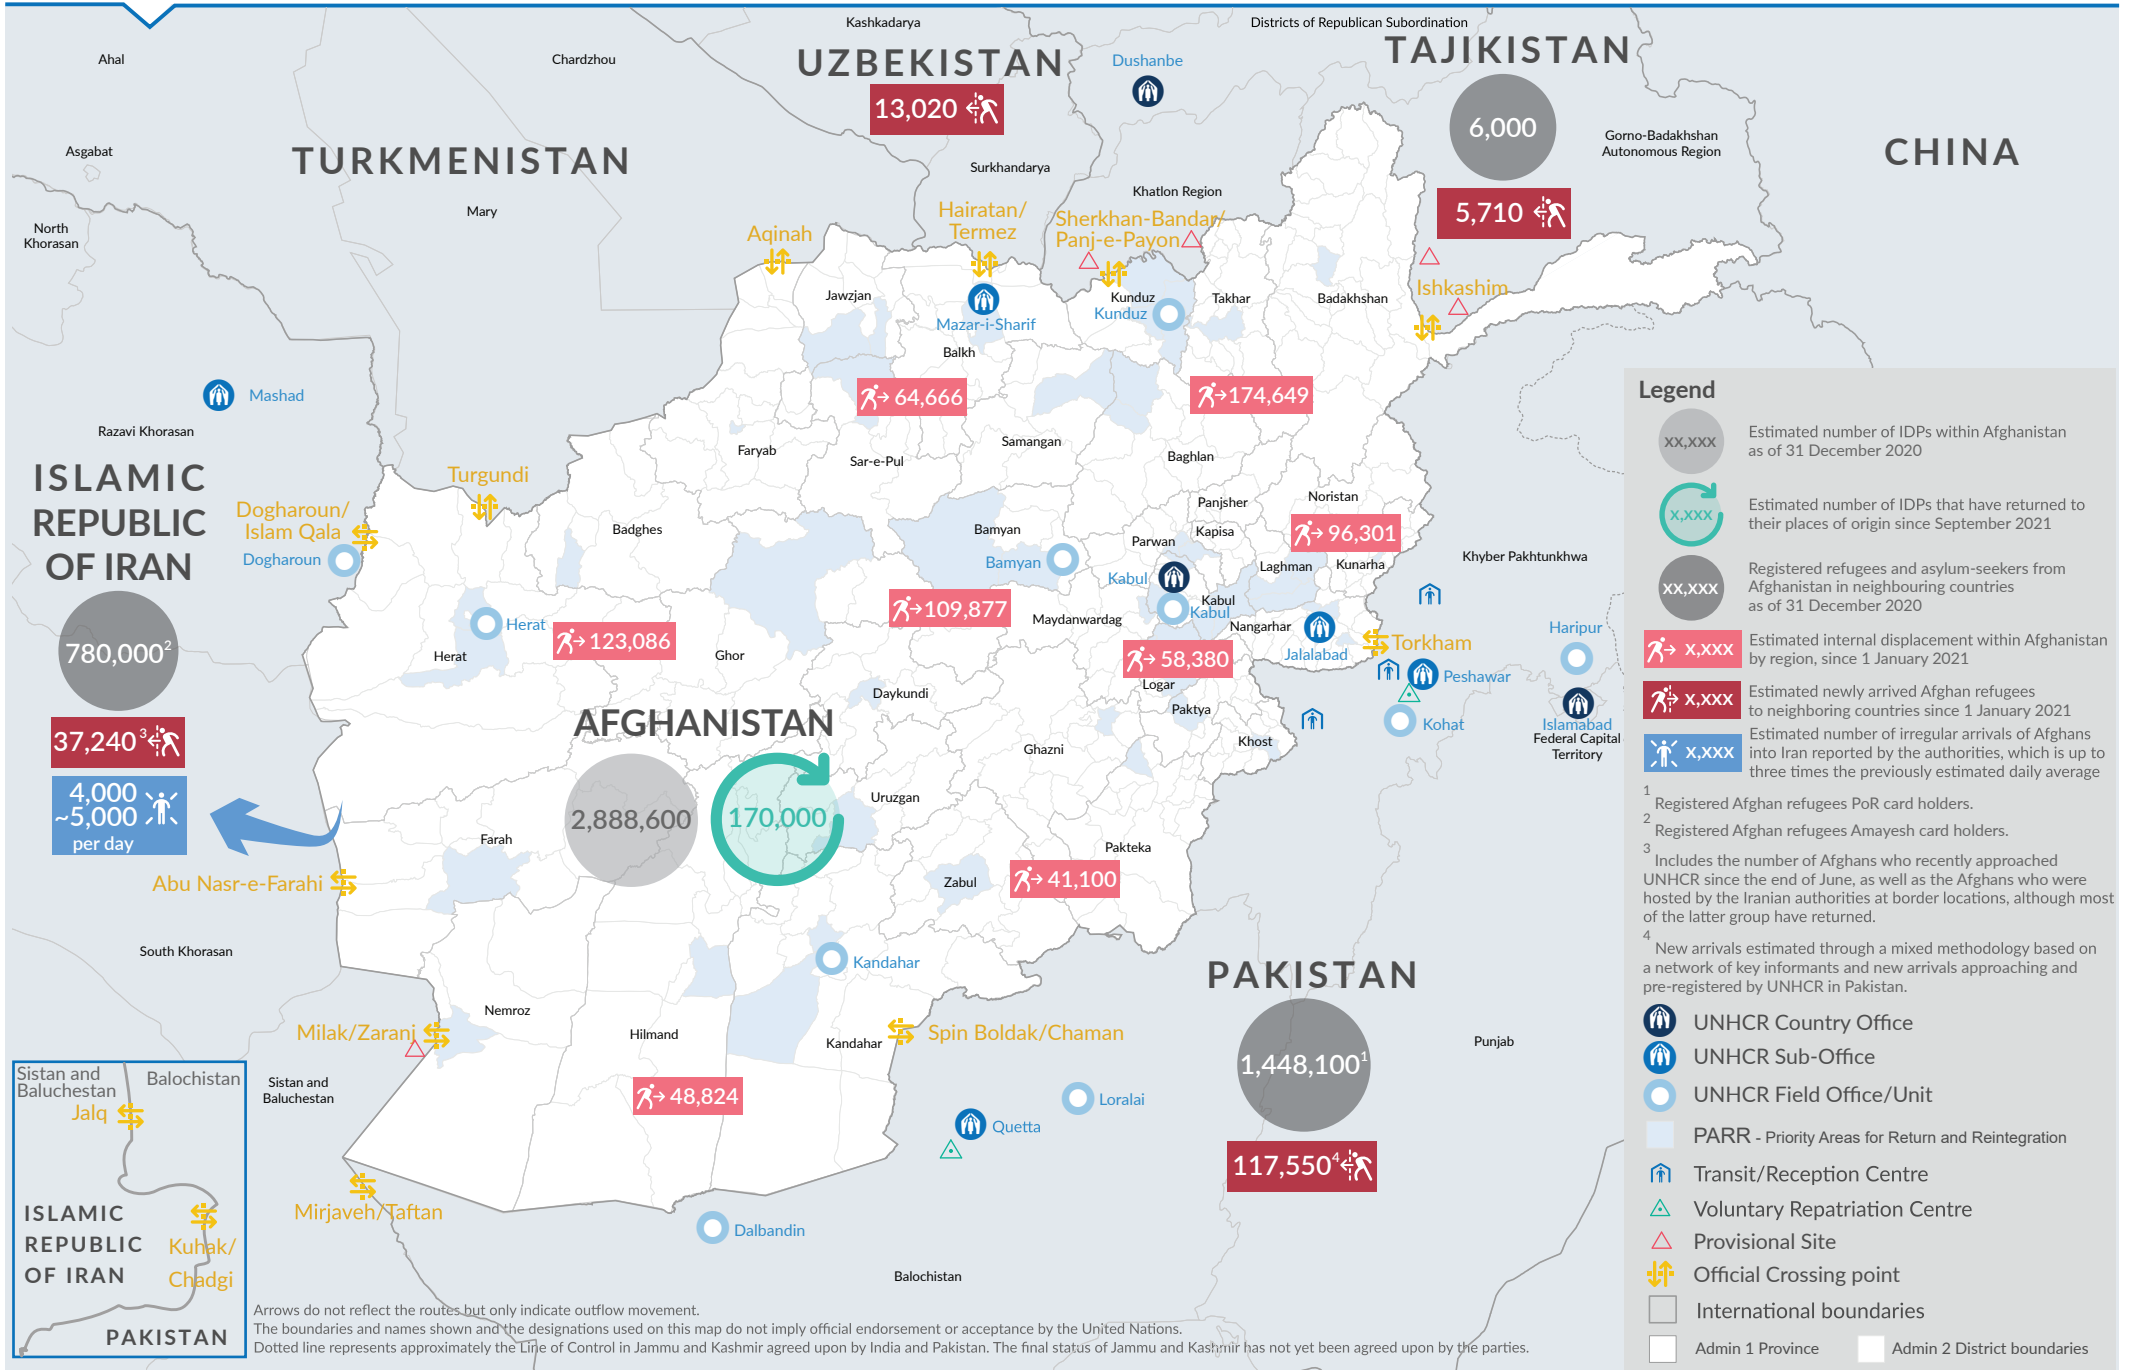 Kashkadarya
Districts of Republican Subordination
UZBEKISTAN
13,020
Dushanbe
TAJIKISTAN
6,000
5,710
Ahal
Chardzhou
Asgabat
TURKMENISTAN
Mary
Surkhandarya
Khatlon Region
Gorno-Badakhshan
Autonomous Region
CHINA
North
Khorasan
Aqinah
Hairatan/
Termez
Sherkhan-Bandar/
Panj-e-Payon
Ishkashim
Jawzjan
Mazar-i-Sharif
Balkh
Kunduz
Kunduz
Takhar
Badakhshan
Mashad
Razavi Khorasan
64,666
174,649
Faryab
Sar-e-Pul
Samangan
Baghlan
ISLAMIC
REPUBLIC
OF IRAN
780,000²
37,240³
4,000
~5,000
per day
Turgundi
Dogharoun/
Islam Qala
Dogharoun
Badghes
Bamyan
Bamyan
Panjsher
Noristan
Kapisa
Parwan
96,301
Laghman
Kunarha
Khyber Pakhtunkhwa
Kabul
Kabul
Kabul
109,877
Maydanwardag
Nangarhar
Jalalabad
Torkham
Haripur
Herat
Herat
123,086
Ghor
58,380
Logar
Peshawar
Daykundi
Paktya
Kohat
Islamabad
Federal Capital
Territory
AFGHANISTAN
2,888,600
170,000
Ghazni
Khost
Uruzgan
Farah
Pakteka
Abu Nasr-e-Farahi
Zabul
41,100
South Khorasan
Kandahar
PAKISTAN
1,448,100¹
117,550⁴
Nemroz
Milak/Zaranj
Hilmand
Kandahar
Spin Boldak/Chaman
Punjab
Sistan and
Baluchestan
48,824
Loralai
Quetta
Mirjaveh/Taftan
Dalbandin
Balochistan
Sistan and
Baluchestan
Balochistan
Jalq
ISLAMIC
REPUBLIC
OF IRAN
Kuhak/
Chadgi
PAKISTAN
Arrows do not reflect the routes but only indicate outflow movement.
The boundaries and names shown and the designations used on this map do not imply official endorsement or acceptance by the United Nations.
Dotted line represents approximately the Line of Control in Jammu and Kashmir agreed upon by India and Pakistan. The final status of Jammu and Kashmir has not yet been agreed upon by the parties.
Legend
xx,xxx
Estimated number of IDPs within Afghanistan
as of 31 December 2020
x,xxx
Estimated number of IDPs that have returned to
their places of origin since September 2021
xx,xxx
Registered refugees and asylum-seekers from
Afghanistan in neighbouring countries
as of 31 December 2020
x,xxx
Estimated internal displacement within Afghanistan
by region, since 1 January 2021
x,xxx
Estimated newly arrived Afghan refugees
to neighboring countries since 1 January 2021
x,xxx
Estimated number of irregular arrivals of Afghans
into Iran reported by the authorities, which is up to
three times the previously estimated daily average
¹ Registered Afghan refugees PoR card holders.
² Registered Afghan refugees Amayesh card holders.
³ Includes the number of Afghans who recently approached
UNHCR since the end of June, as well as the Afghans who were
hosted by the Iranian authorities at border locations, although most
of the latter group have returned.
⁴ New arrivals estimated through a mixed methodology based on
a network of key informants and new arrivals approaching and
pre-registered by UNHCR in Pakistan.
UNHCR Country Office
UNHCR Sub-Office
UNHCR Field Office/Unit
PARR - Priority Areas for Return and Reintegration
Transit/Reception Centre
Voluntary Repatriation Centre
Provisional Site
Official Crossing point
International boundaries
Admin 1 Province
Admin 2 District boundaries